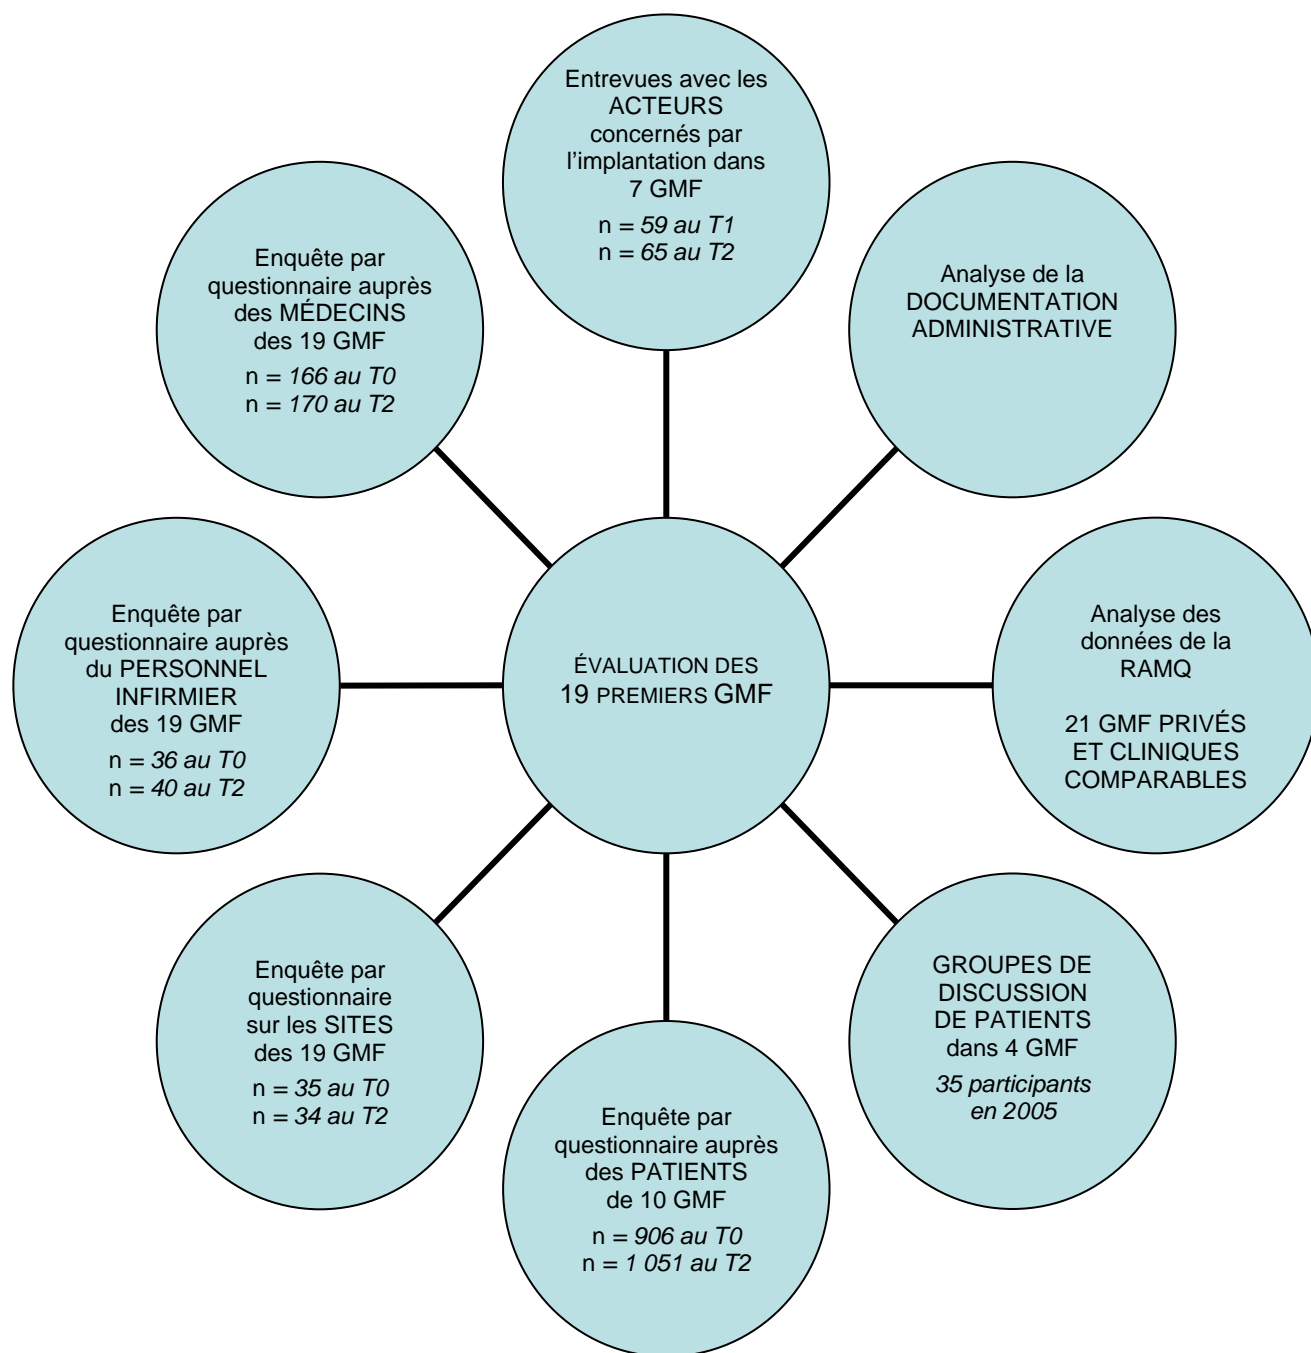 Entrevues avec les
ACTEURS
concernés par
l’implantation dans
7 GMF
n = 59 au T1
n = 65 au T2
Analyse de la
DOCUMENTATION
ADMINISTRATIVE
Analyse des
données de la
RAMQ
21 GMF PRIVÉS
ET CLINIQUES
COMPARABLES
GROUPES DE
DISCUSSION
DE PATIENTS
dans 4 GMF
35 participants
en 2005
Enquête par
questionnaire auprès
des PATIENTS
de 10 GMF
n = 906 au T0
n = 1 051 au T2
Enquête par
questionnaire
sur les SITES
des 19 GMF
n = 35 au T0
n = 34 au T2
Enquête par
questionnaire auprès
du PERSONNEL
INFIRMIER
des 19 GMF
n = 36 au T0
n = 40 au T2
Enquête par
questionnaire auprès
des MÉDECINS
des 19 GMF
n = 166 au T0
n = 170 au T2
ÉVALUATION DES
19 PREMIERS GMF